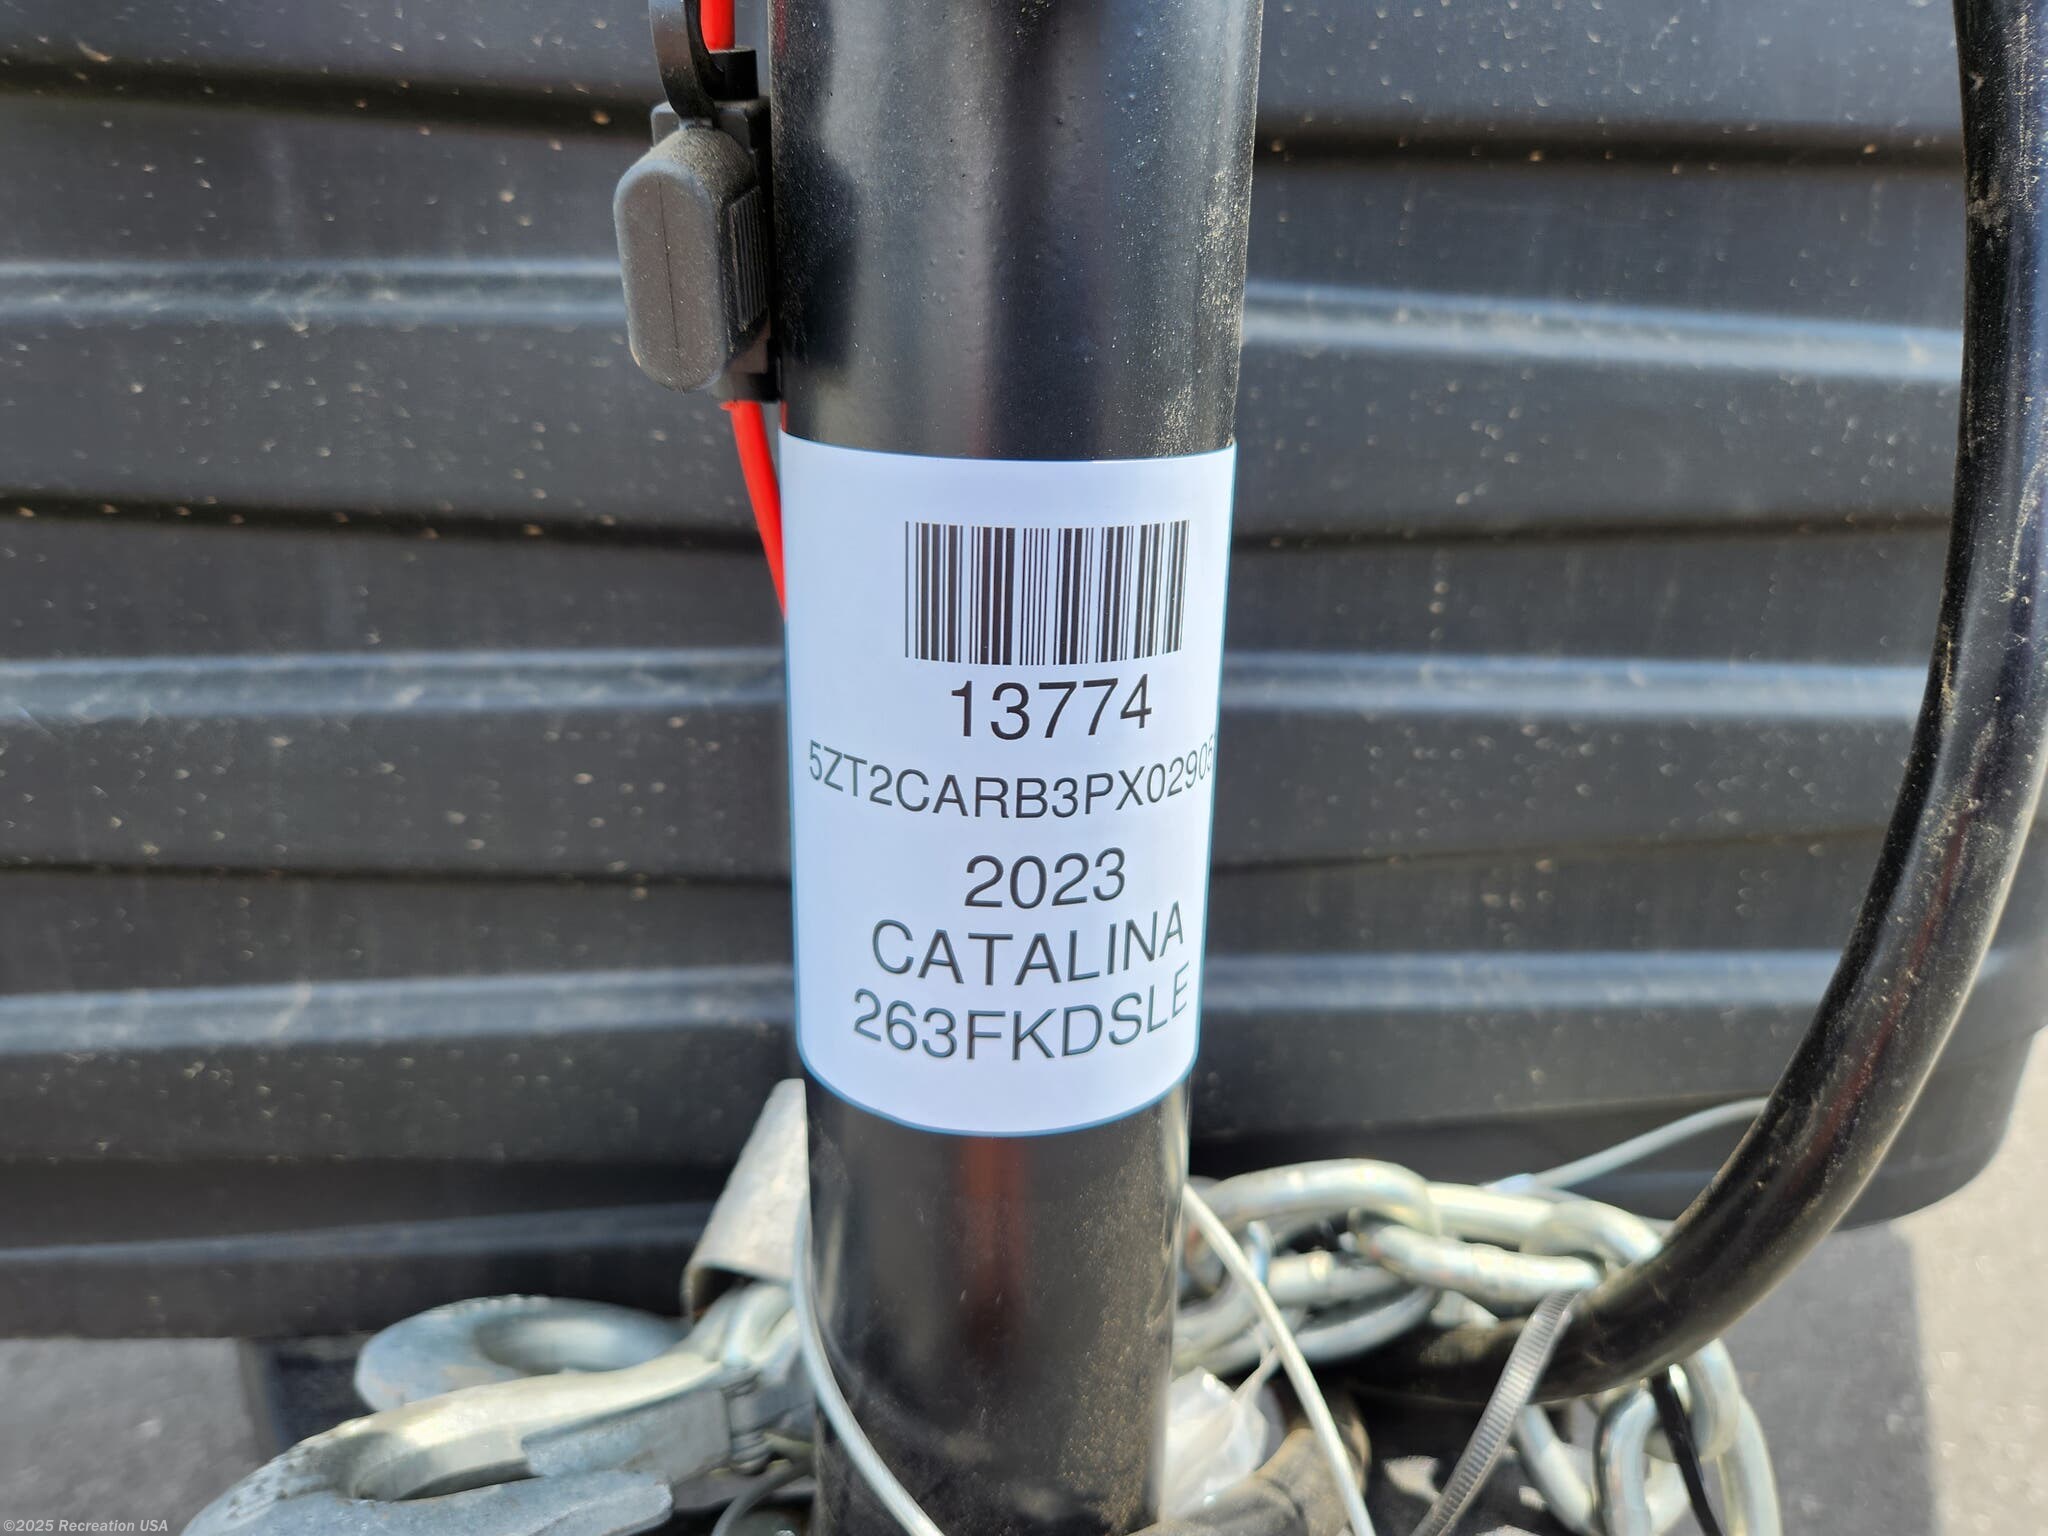 13774
5ZT2CARB3PX02905
2023
CATALINA
263FKDSLE
©2025 Recreation USA